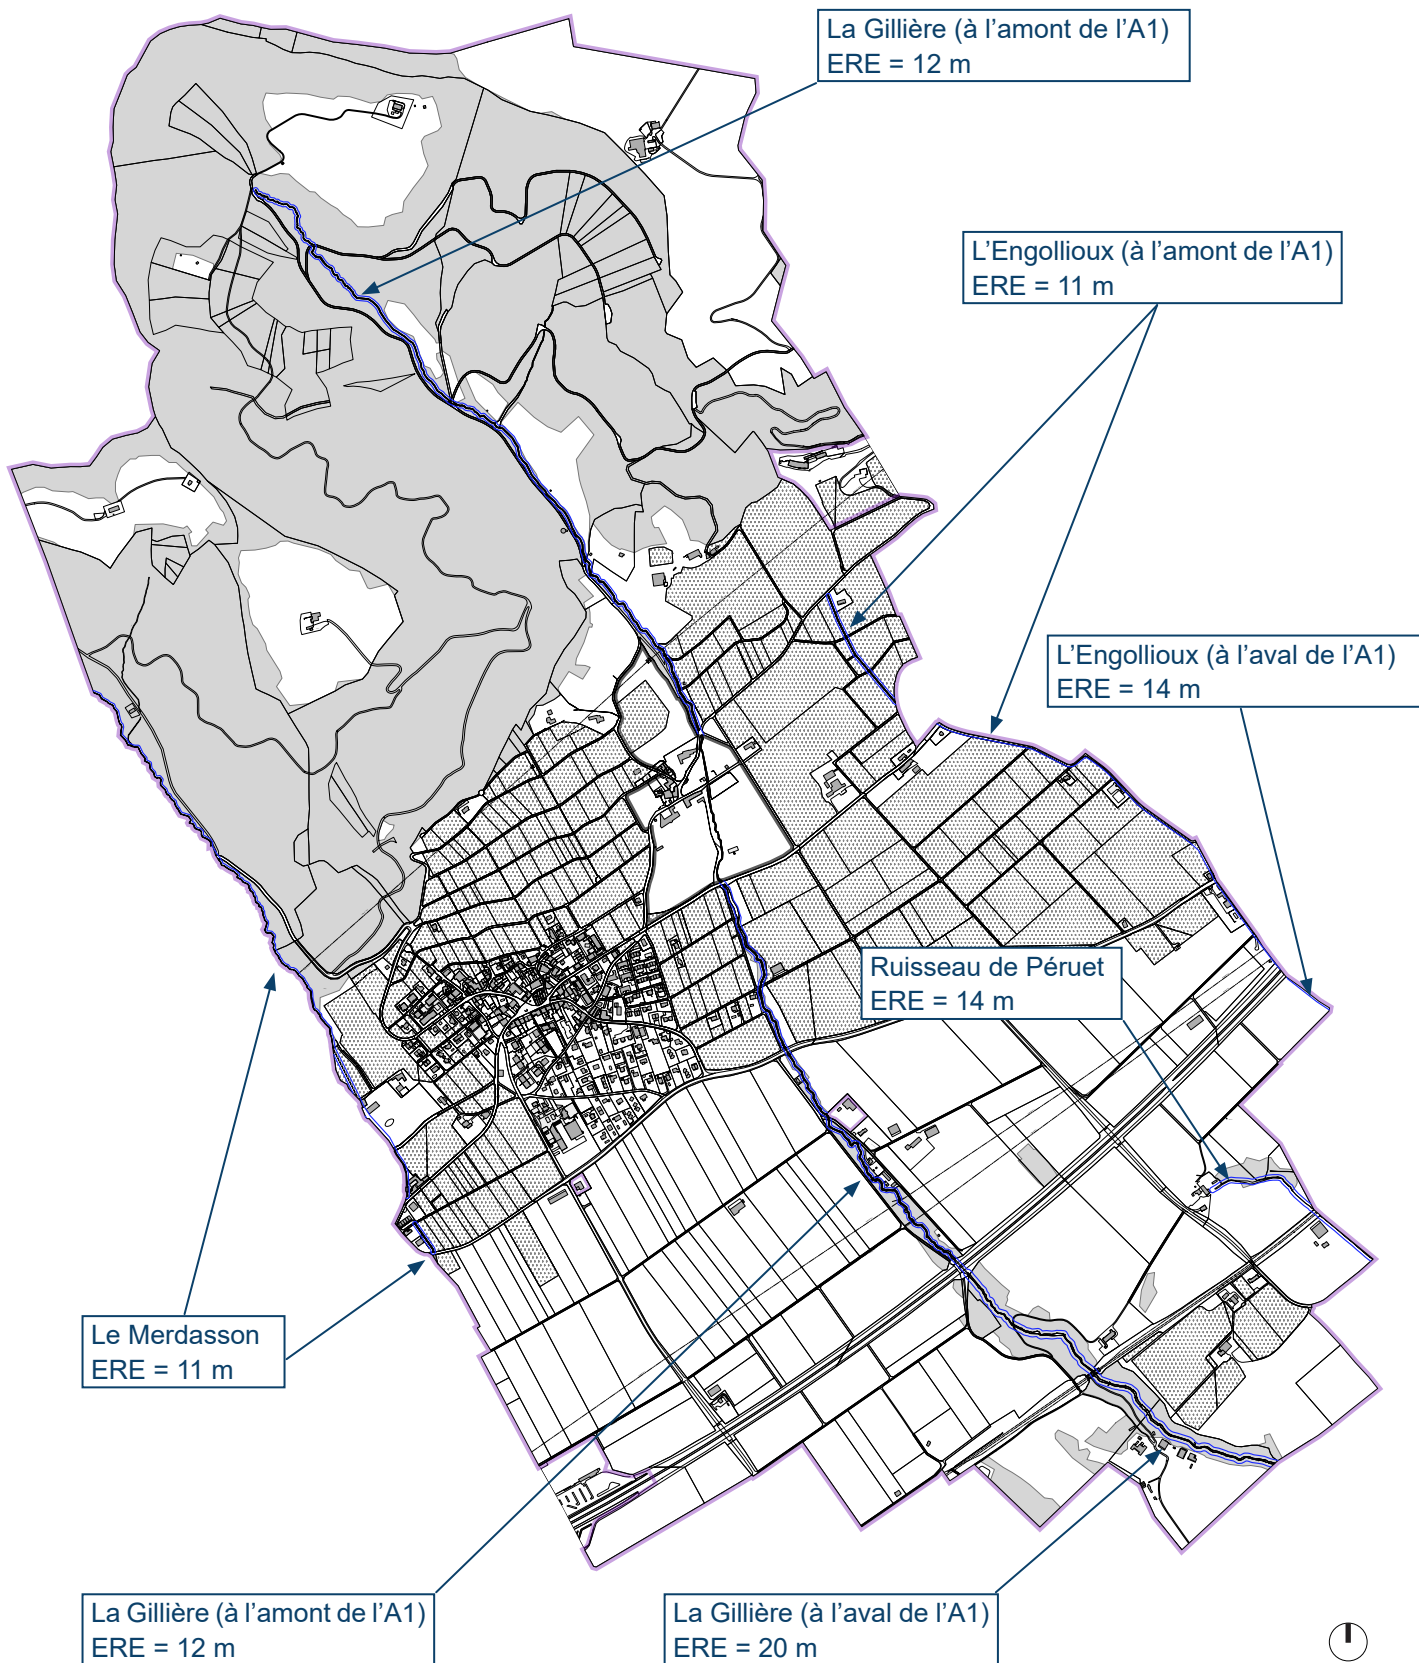 La Gillière (à l’amont de l’A1)
ERE = 12 m
L’Engollioux (à l’amont de l’A1)
ERE = 11 m
L’Engollioux (à l’aval de l’A1)
ERE = 14 m
Ruisseau de Péruet
ERE = 14 m
Le Merdasson
ERE = 11 m
La Gillière (à l’amont de l’A1)
ERE = 12 m
La Gillière (à l’aval de l’A1)
ERE = 20 m